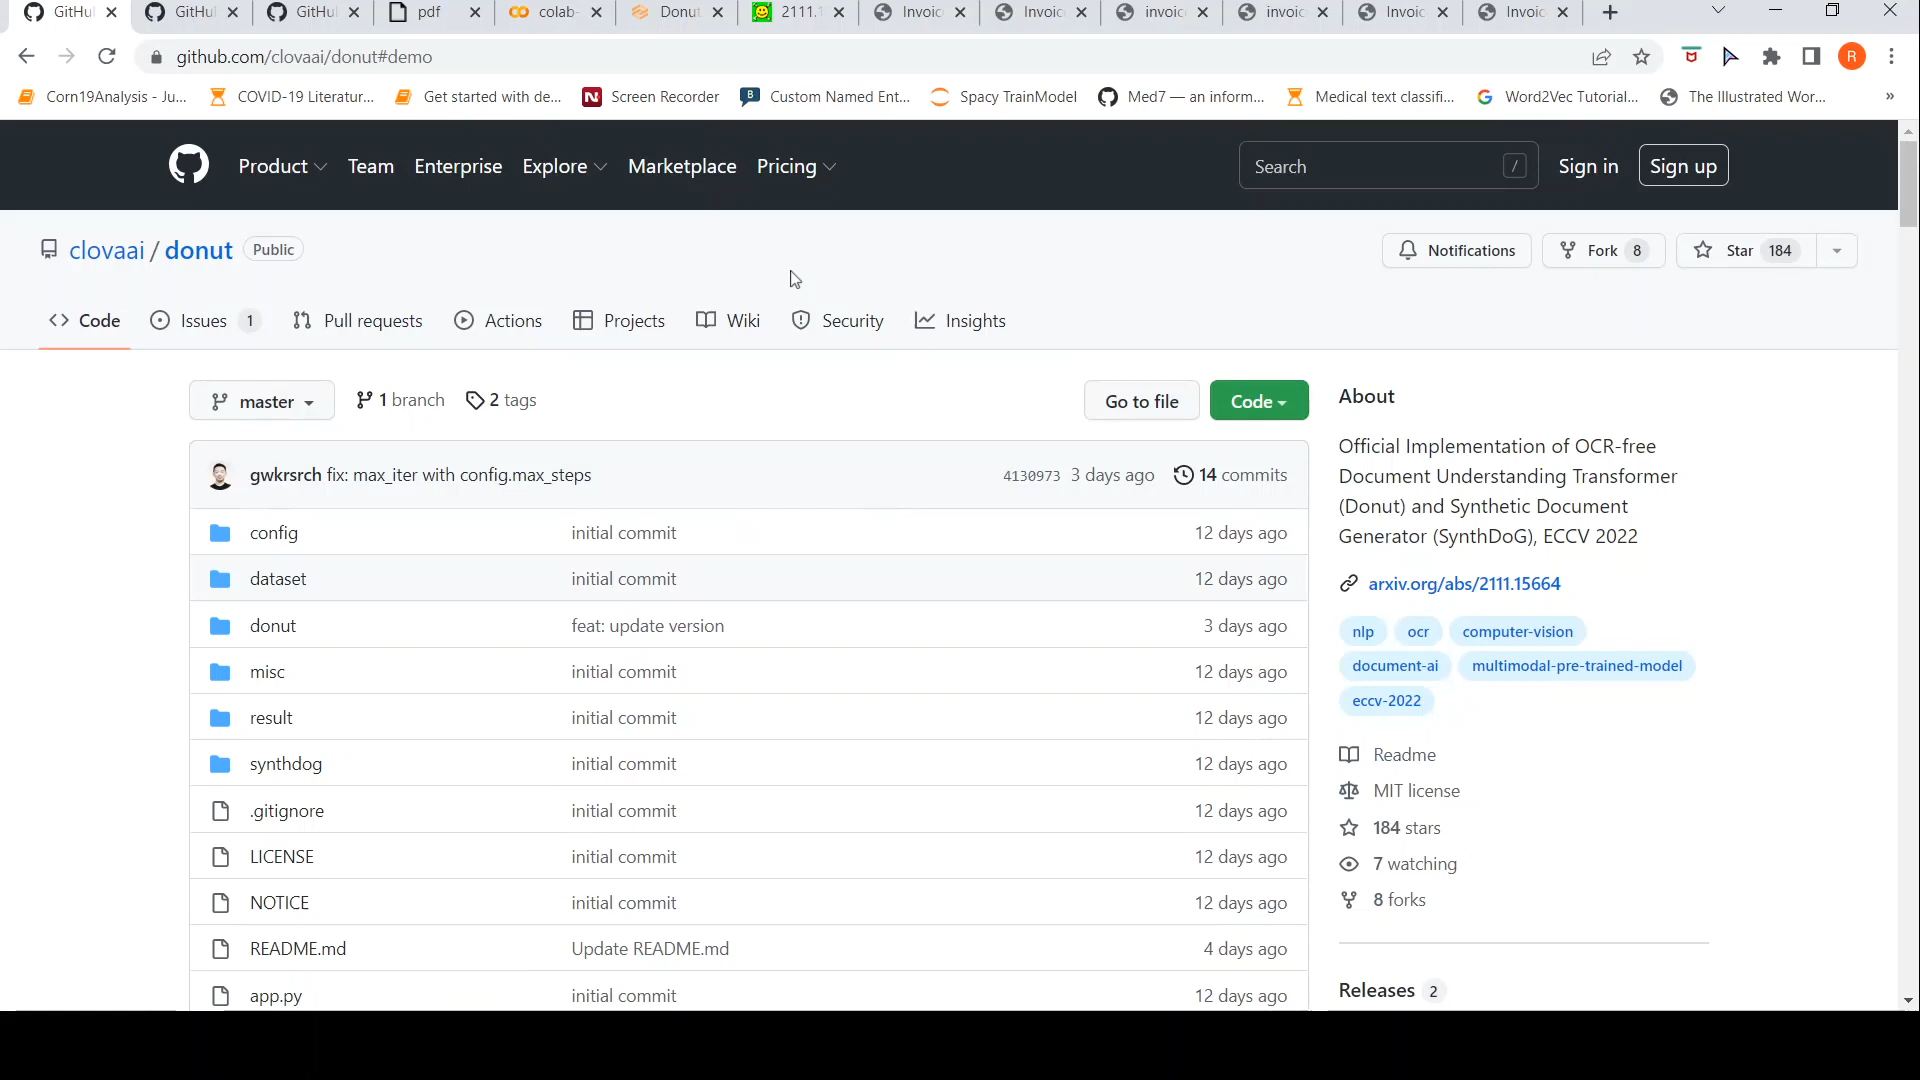 GitHu GitHu GitHu pdf colab- Donut 2111.1 Invoic Invoic invoic invoic Invoic Invoic
github.com/clovaai/donut#demo R
Corn19Analysis - Ju... COVID-19 Literatur... Get started with de... Screen Recorder Custom Named Ent... Spacy TrainModel Med7 — an inform... Medical text classifi... Word2Vec Tutorial... The Illustrated Wor... »
Product Team Enterprise Explore Marketplace Pricing Search / Sign in Sign up
clovaai / donut Public Notifications Fork 8 Star 184
Code Issues 1 Pull requests Actions Projects Wiki Security Insights
master 1 branch 2 tags Go to file Code
gwkrsrch fix: max_iter with config.max_steps 4130973 3 days ago 14 commits
config initial commit 12 days ago
dataset initial commit 12 days ago
donut feat: update version 3 days ago
misc initial commit 12 days ago
result initial commit 12 days ago
synthdog initial commit 12 days ago
.gitignore initial commit 12 days ago
LICENSE initial commit 12 days ago
NOTICE initial commit 12 days ago
README.md Update README.md 4 days ago
app.py initial commit 12 days ago
About
Official Implementation of OCR-free
Document Understanding Transformer
(Donut) and Synthetic Document
Generator (SynthDoG), ECCV 2022
arxiv.org/abs/2111.15664
nlp ocr computer-vision
document-ai multimodal-pre-trained-model
eccv-2022
Readme
MIT license
184 stars
7 watching
8 forks
Releases 2